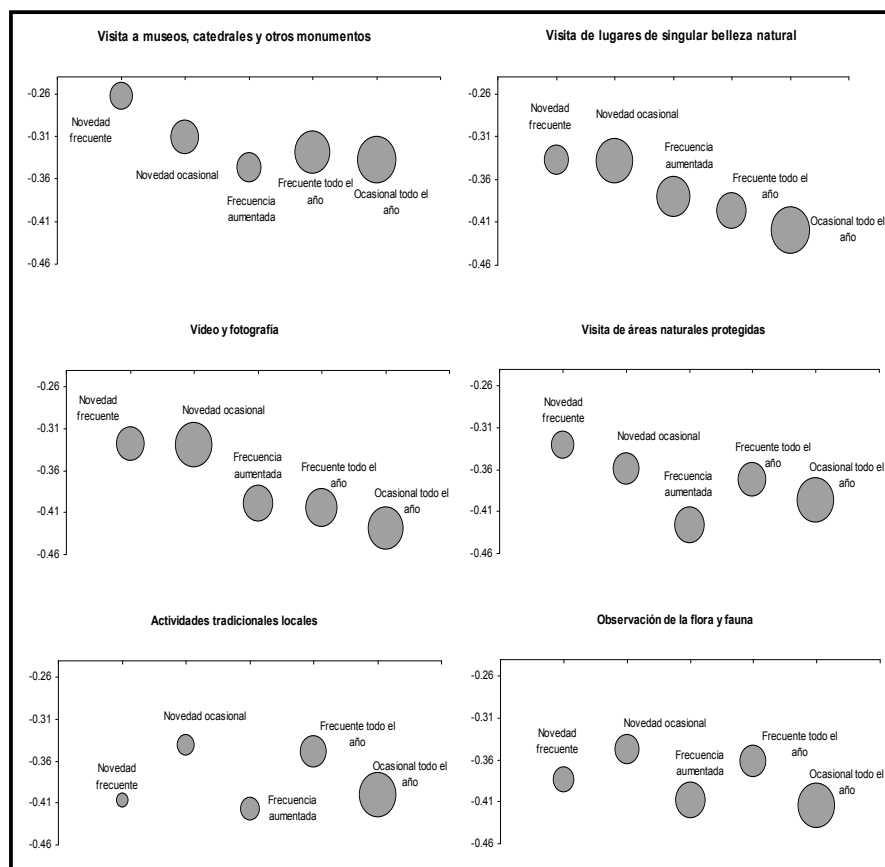 Visita a museos, catedrales y otros monumentos
-0.26
-0.31
-0.36
-0.41
-0.46
Novedad
frecuente
Novedad ocasional
Frecuencia
aumentada
Frecuente todo el
año
Ocasional todo el
año
Visita de lugares de singular belleza natural
-0.26
-0.31
-0.36
-0.41
-0.46
Novedad
frecuente
Novedad ocasional
Frecuencia
aumentada
Frecuente todo el
año
Ocasional todo el
año
Vídeo y fotografía
-0.26
-0.31
-0.36
-0.41
-0.46
Novedad
frecuente
Novedad ocasional
Frecuencia
aumentada
Frecuente todo el
año
Ocasional todo el
año
Visita de áreas naturales protegidas
-0.26
-0.31
-0.36
-0.41
-0.46
Novedad
frecuente
Novedad ocasional
Frecuencia
aumentada
Frecuente todo el
año
Ocasional todo el
año
Actividades tradicionales locales
-0.26
-0.31
-0.36
-0.41
-0.46
Novedad
frecuente
Novedad ocasional
Frecuencia
aumentada
Frecuente todo el
año
Ocasional todo el
año
Observación de la flora y fauna
-0.26
-0.31
-0.36
-0.41
-0.46
Novedad
frecuente
Novedad ocasional
Frecuencia
aumentada
Frecuente todo el
año
Ocasional todo el
año